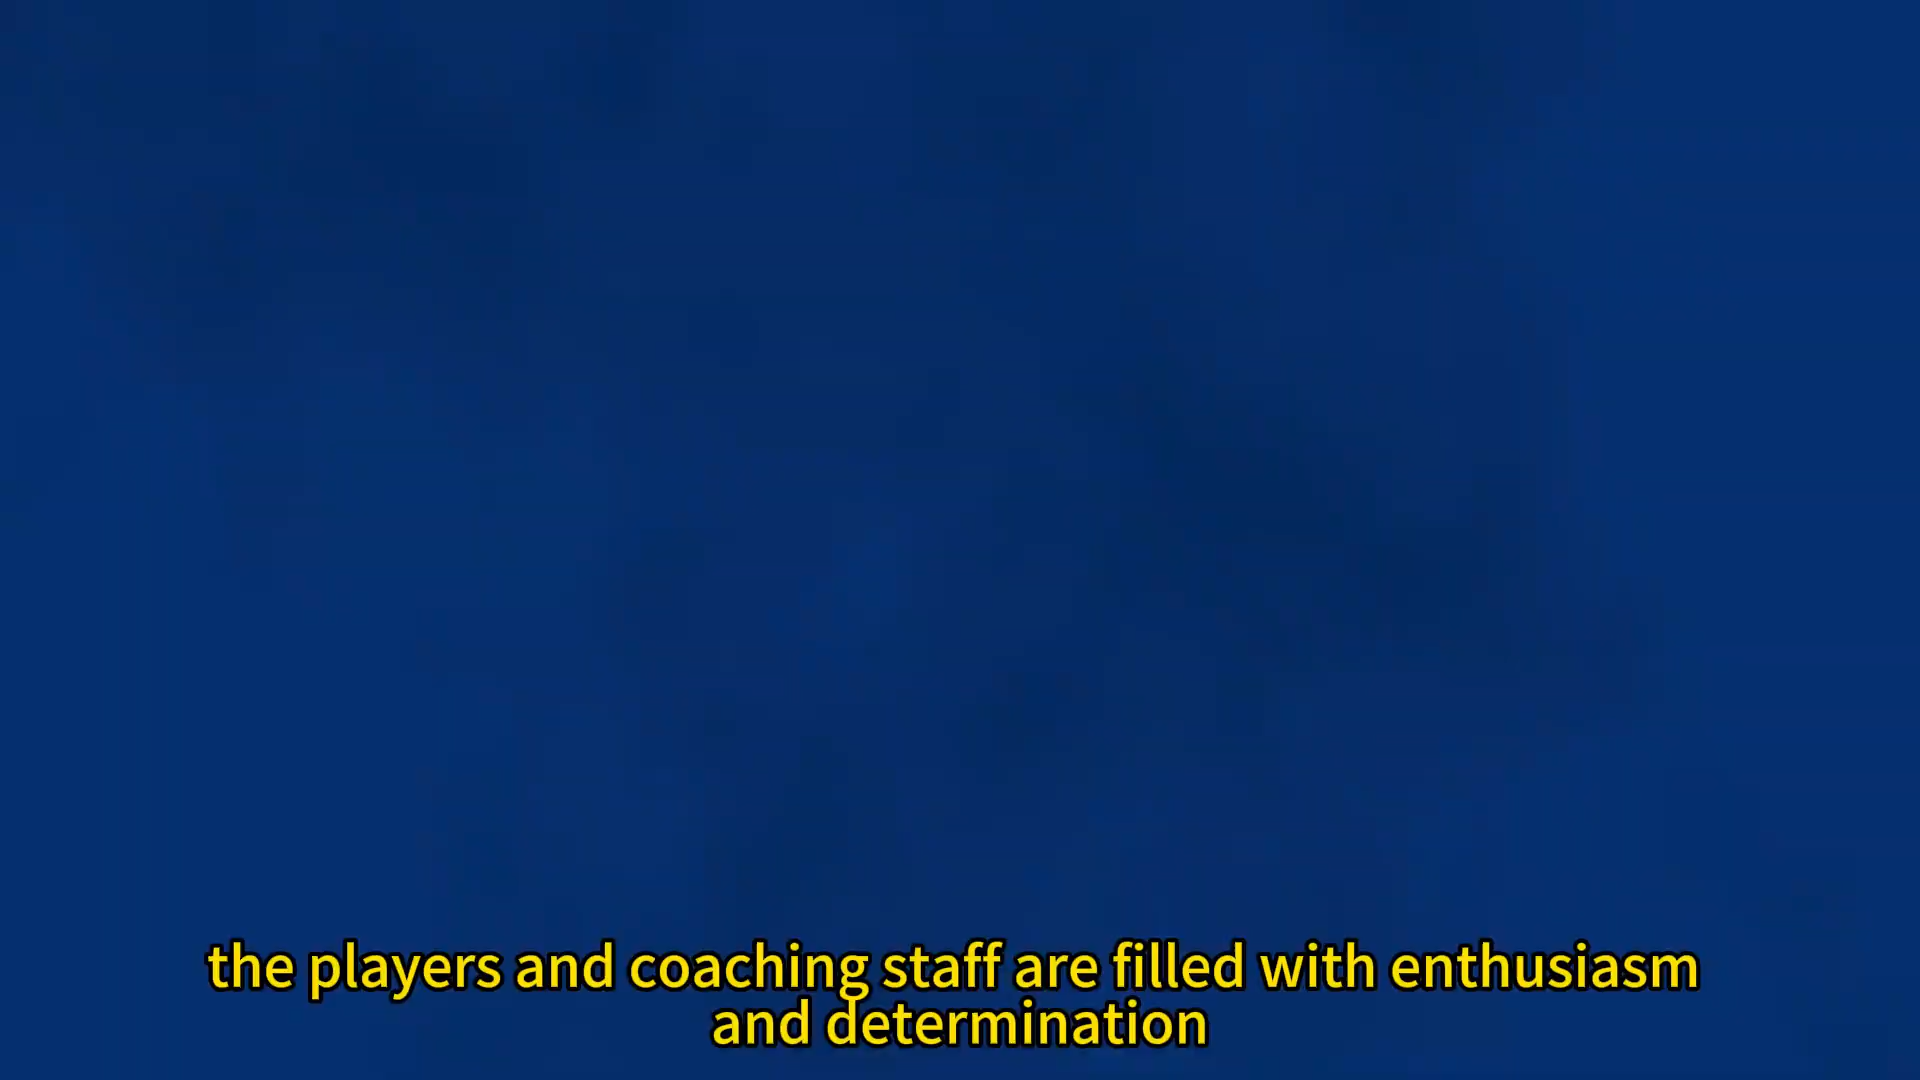 the players and coaching staff are filled with enthusiasm
and determination